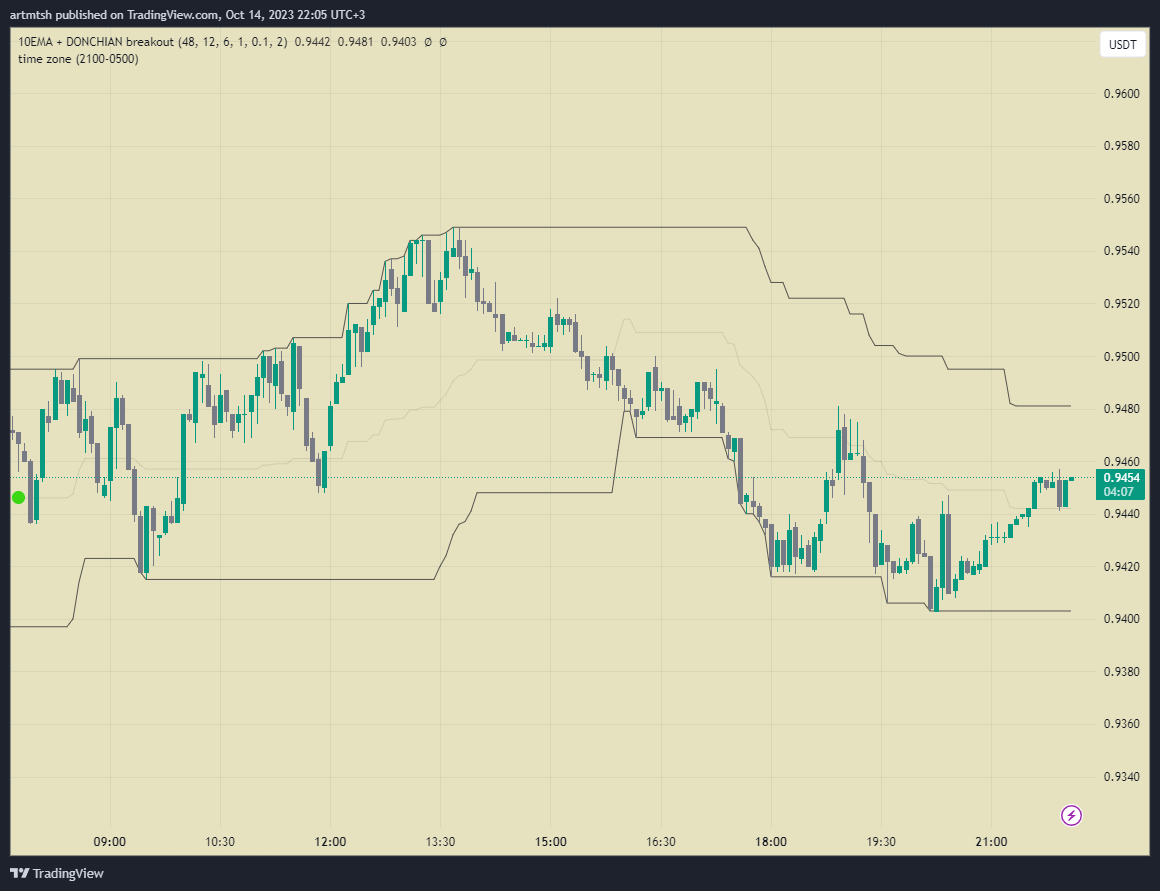 artmtsh published on TradingView.com, Oct 14, 2023 22:05 UTC+3
10EMA + DONCHIAN breakout (48, 12, 6, 1, 0.1, 2) 0.9442 0.9481 0.9403 Ø Ø
USDT
time zone (2100-0500)
0.9600
0.9580
0.9560
0.9540
0.9520
0.9500
0.9480
0.9460
0.9454
04:07
0.9440
0.9420
0.9400
0.9380
0.9360
0.9340
09:00 10:30 12:00 13:30 15:00 16:30 18:00 19:30 21:00
TradingView